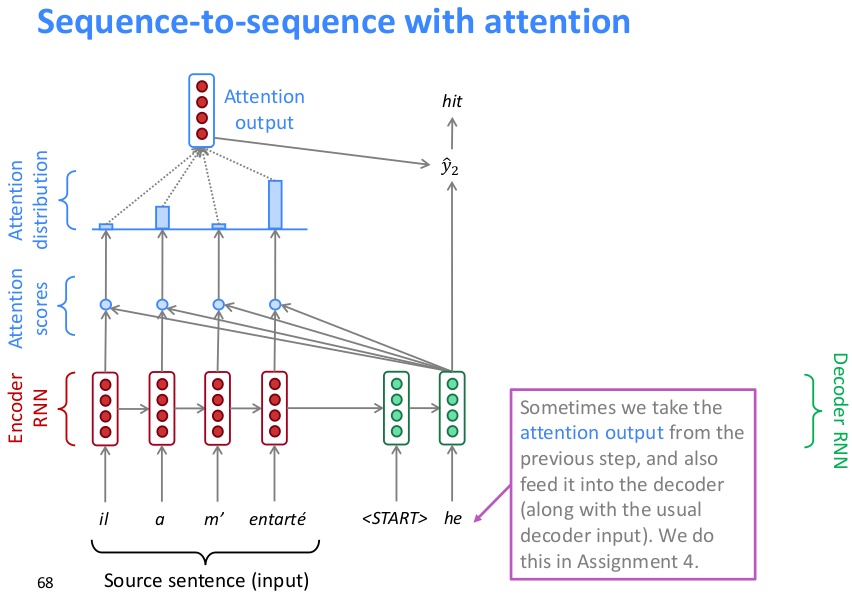 Sequence-to-sequence with attention
Attention
output
hit
ŷ₂
Attention
distribution
Attention
scores
Encoder
RNN
Decoder RNN
Sometimes we take the
attention output from the
previous step, and also
feed it into the decoder
(along with the usual
decoder input). We do
this in Assignment 4.
il a m’ entarté <START> he
Source sentence (input)
68